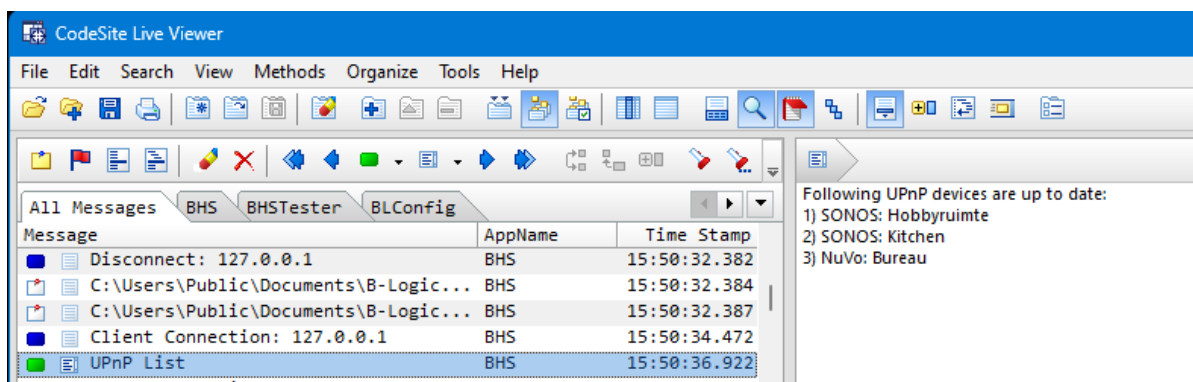 CodeSite Live Viewer
File Edit Search View Methods Organize Tools Help
All Messages BHS BHSTester BLConfig
Message AppName Time Stamp
Disconnect: 127.0.0.1 BHS 15:50:32.382
C:\Users\Public\Documents\B-Logic... BHS 15:50:32.384
C:\Users\Public\Documents\B-Logic... BHS 15:50:32.387
Client Connection: 127.0.0.1 BHS 15:50:34.472
UPnP List BHS 15:50:36.922
Following UPnP devices are up to date:
1) SONOS: Hobbyruimte
2) SONOS: Kitchen
3) NuVo: Bureau